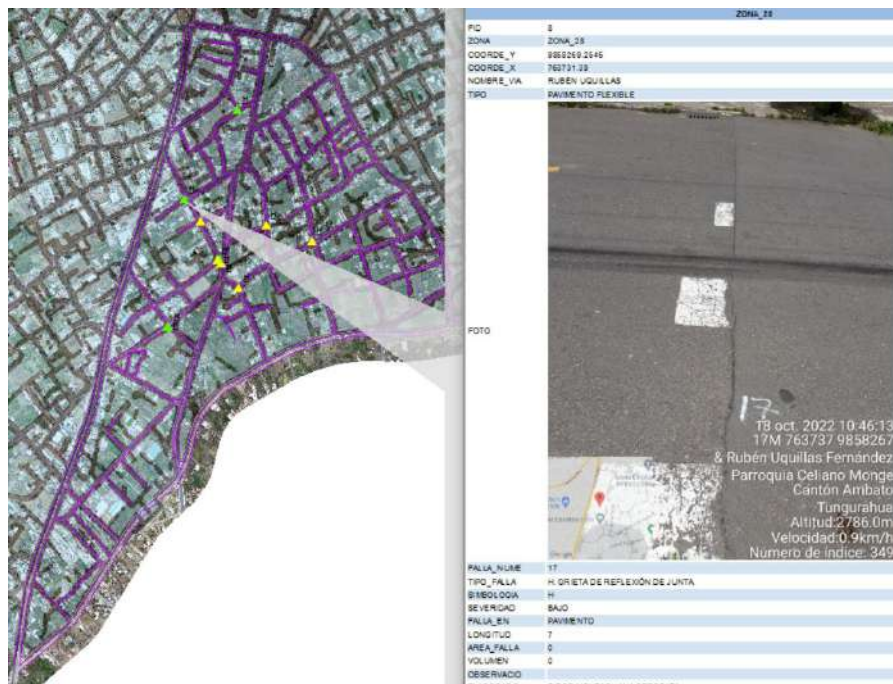 ZONA_28
FID 8
ZONA ZONA_28
COORDE_Y
COORDE_X 763731.38
NOMBRE_VIA RUBEN UQUILLAS
TIPO PAVIMENTO FLEXIBLE
FOTO
17
18 oct. 2022 10:46:13
17M 763737 9858267
& Rubén Uquillas Fernández
Parroquia Celiano Monge
Cantón Ambato
Tungurahua
Altitud:2786.0m
Velocidad:0.9km/h
Número de índice: 349
FALLA_NUME 17
TIPO_FALLA H. GRIETA DE REFLEXIÓN DE JUNTA
SIMBOLOGIA H
SEVERIDAD BAJO
FALLA_EN PAVIMENTO
LONGITUD 7
AREA_FALLA 0
VOLUMEN 0
OBSERVACIO